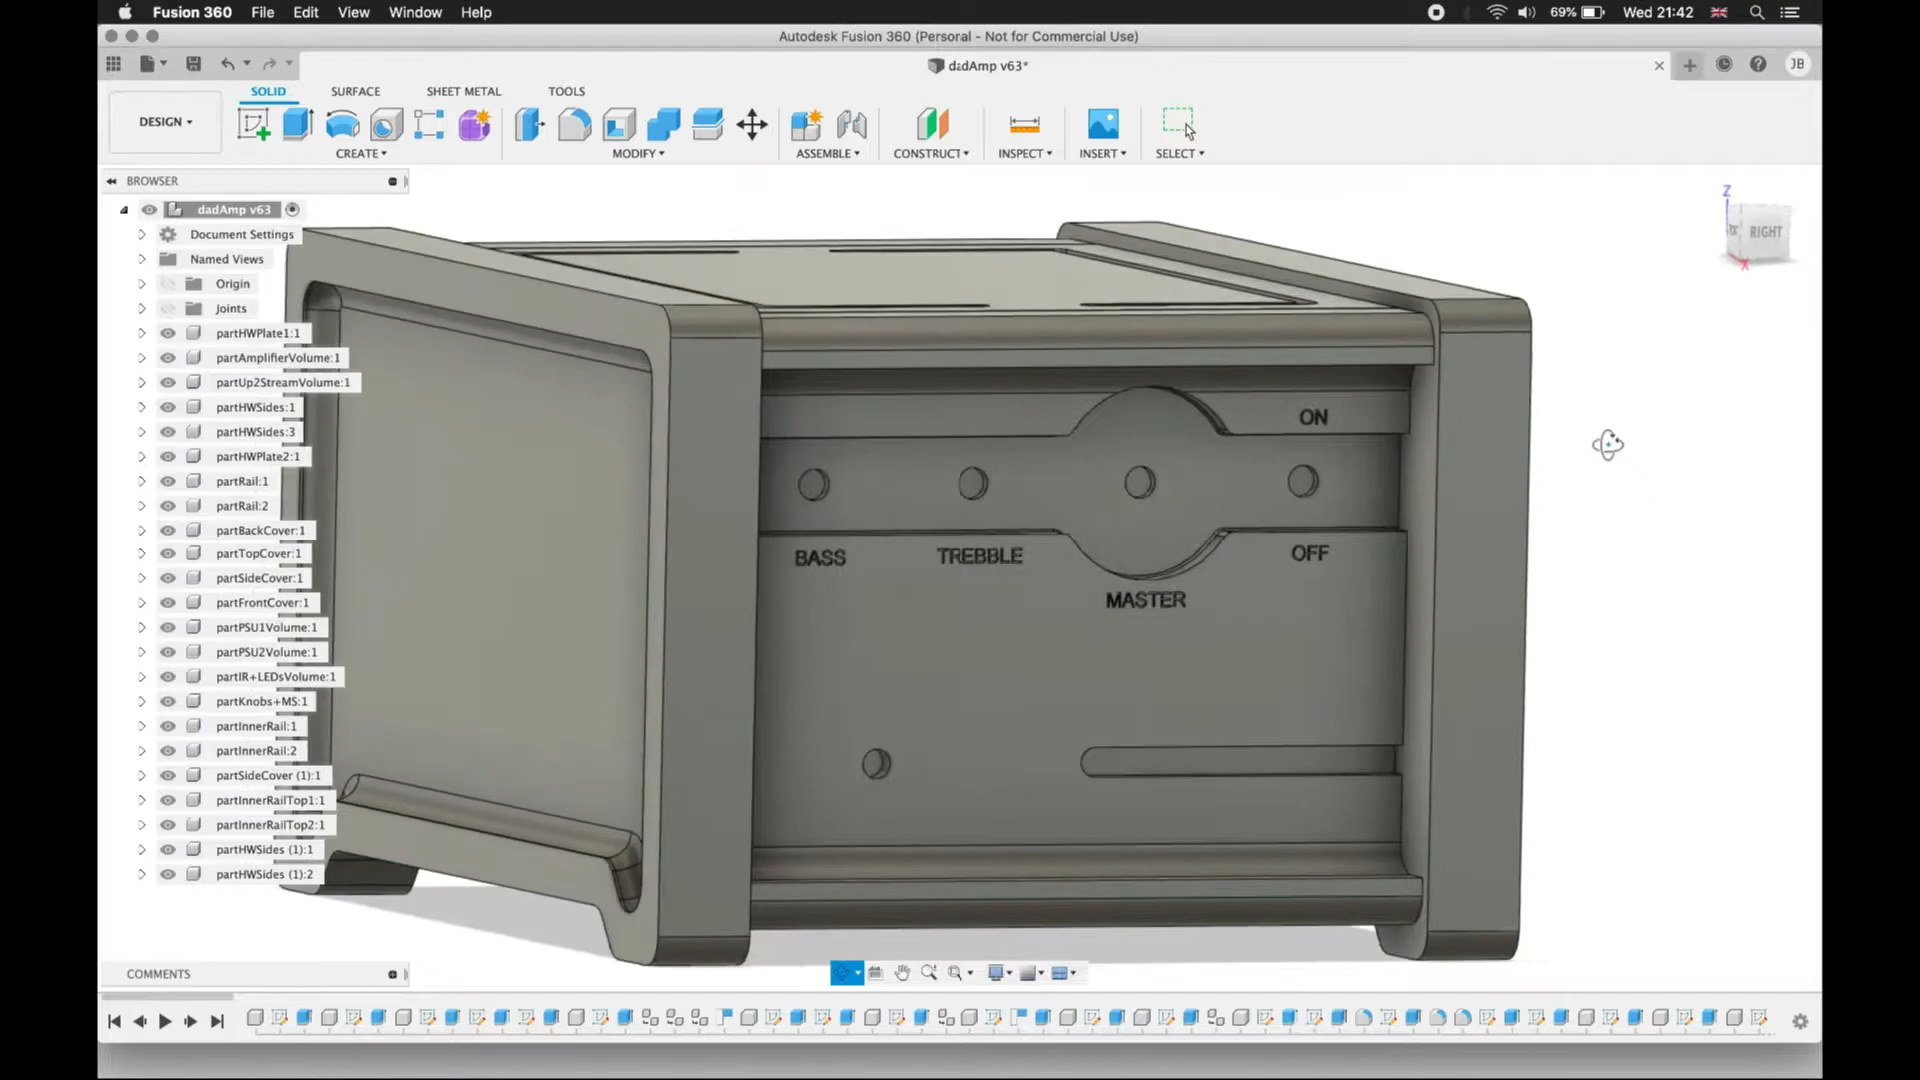 Fusion 360 File Edit View Window Help 69% Wed 21:42
Autodesk Fusion 360 (Personal - Not for Commercial Use)
dadAmp v63*
JB
SOLID SURFACE SHEET METAL TOOLS
DESIGN
CREATE MODIFY ASSEMBLE CONSTRUCT INSPECT INSERT SELECT
BROWSER
dadAmp v63
Document Settings
Named Views
Origin
Joints
partHWPlate1:1
partAmplifierVolume:1
partUp2StreamVolume:1
partHWSides:1
partHWSides:3
partHWPlate2:1
partRail:1
partRail:2
partBackCover:1
partTopCover:1
partSideCover:1
partFrontCover:1
partPSU1Volume:1
partPSU2Volume:1
partIR+LEDsVolume:1
partKnobs+MS:1
partInnerRail:1
partInnerRail:2
partSideCover (1):1
partInnerRailTop1:1
partInnerRailTop2:1
partHWSides (1):1
partHWSides (1):2
Z
RIGHT
X
ON
BASS TREBBLE OFF
MASTER
COMMENTS